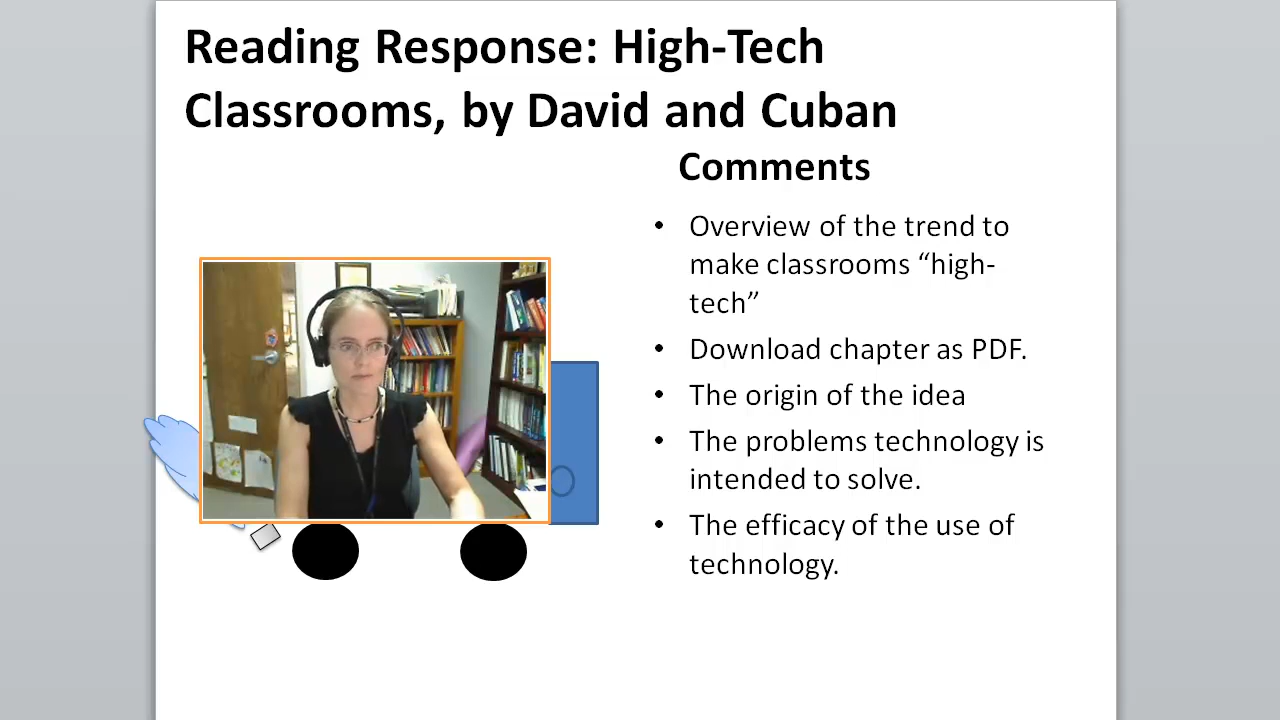 Reading Response: High-Tech
Classrooms, by David and Cuban
Comments
• Overview of the trend to
make classrooms “high-
tech”
• Download chapter as PDF.
• The origin of the idea
• The problems technology is
intended to solve.
• The efficacy of the use of
technology.